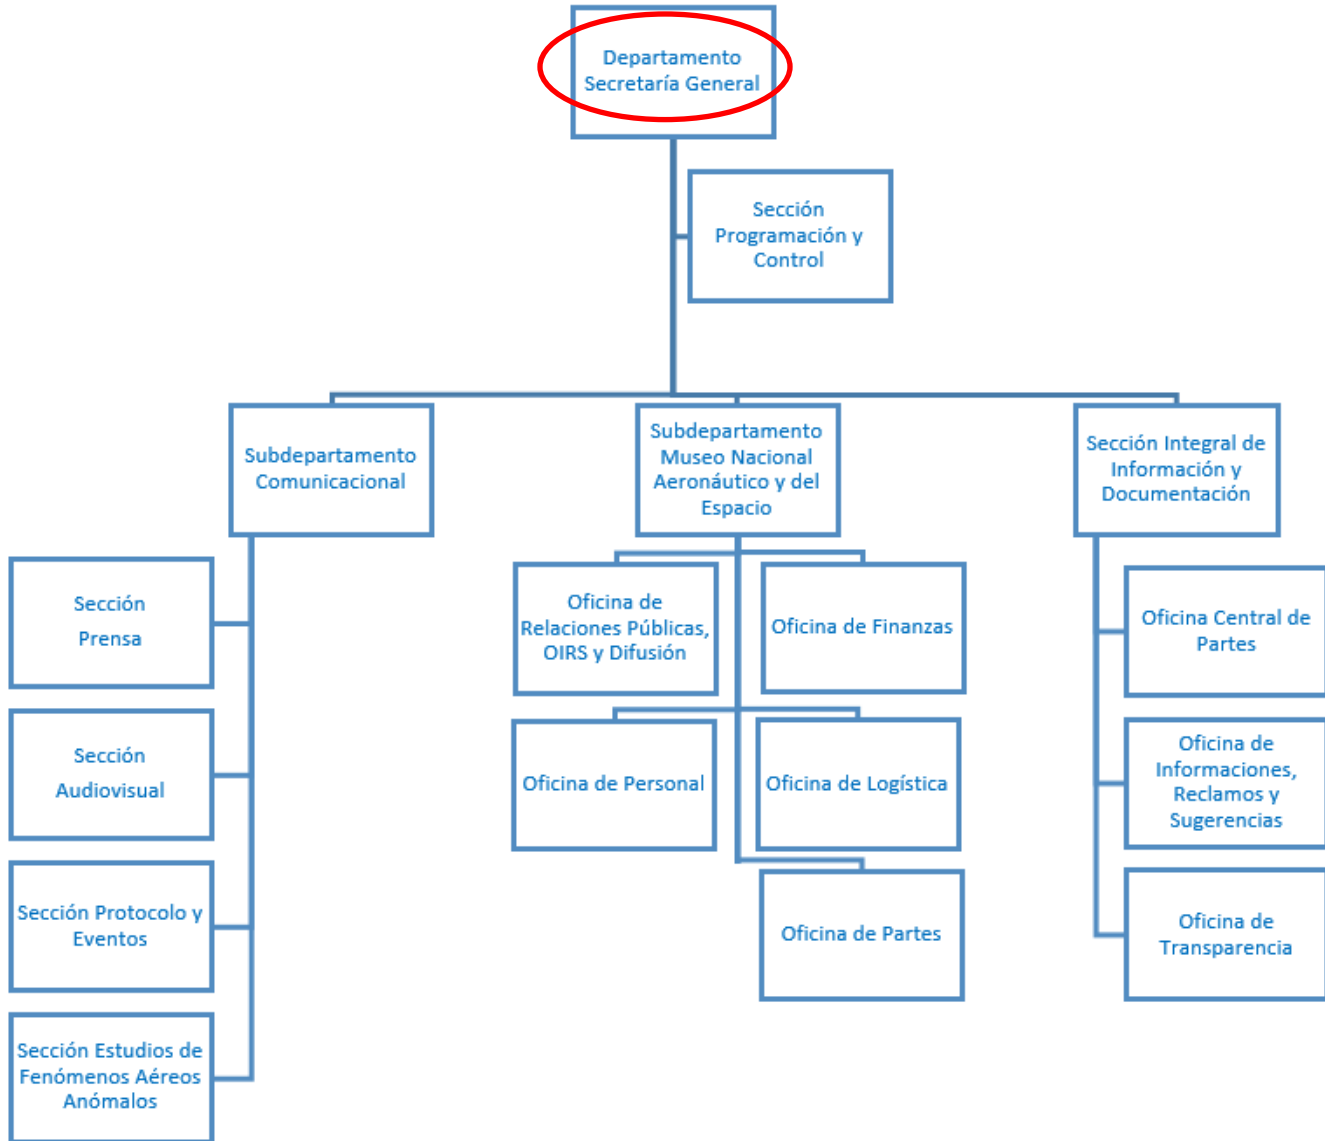 Departamento
Secretaría General
Sección
Programación y
Control
Subdepartamento
Comunicacional
Subdepartamento
Museo Nacional
Aeronáutico y del
Espacio
Sección Integral de
Información y
Documentación
Sección
Prensa
Sección
Audiovisual
Sección Protocolo y
Eventos
Sección Estudios de
Fenómenos Aéreos
Anómalos
Oficina de
Relaciones Públicas,
OIRS y Difusión
Oficina de Finanzas
Oficina de Personal
Oficina de Logística
Oficina de Partes
Oficina Central de
Partes
Oficina de
Informaciones,
Reclamos y
Sugerencias
Oficina de
Transparencia